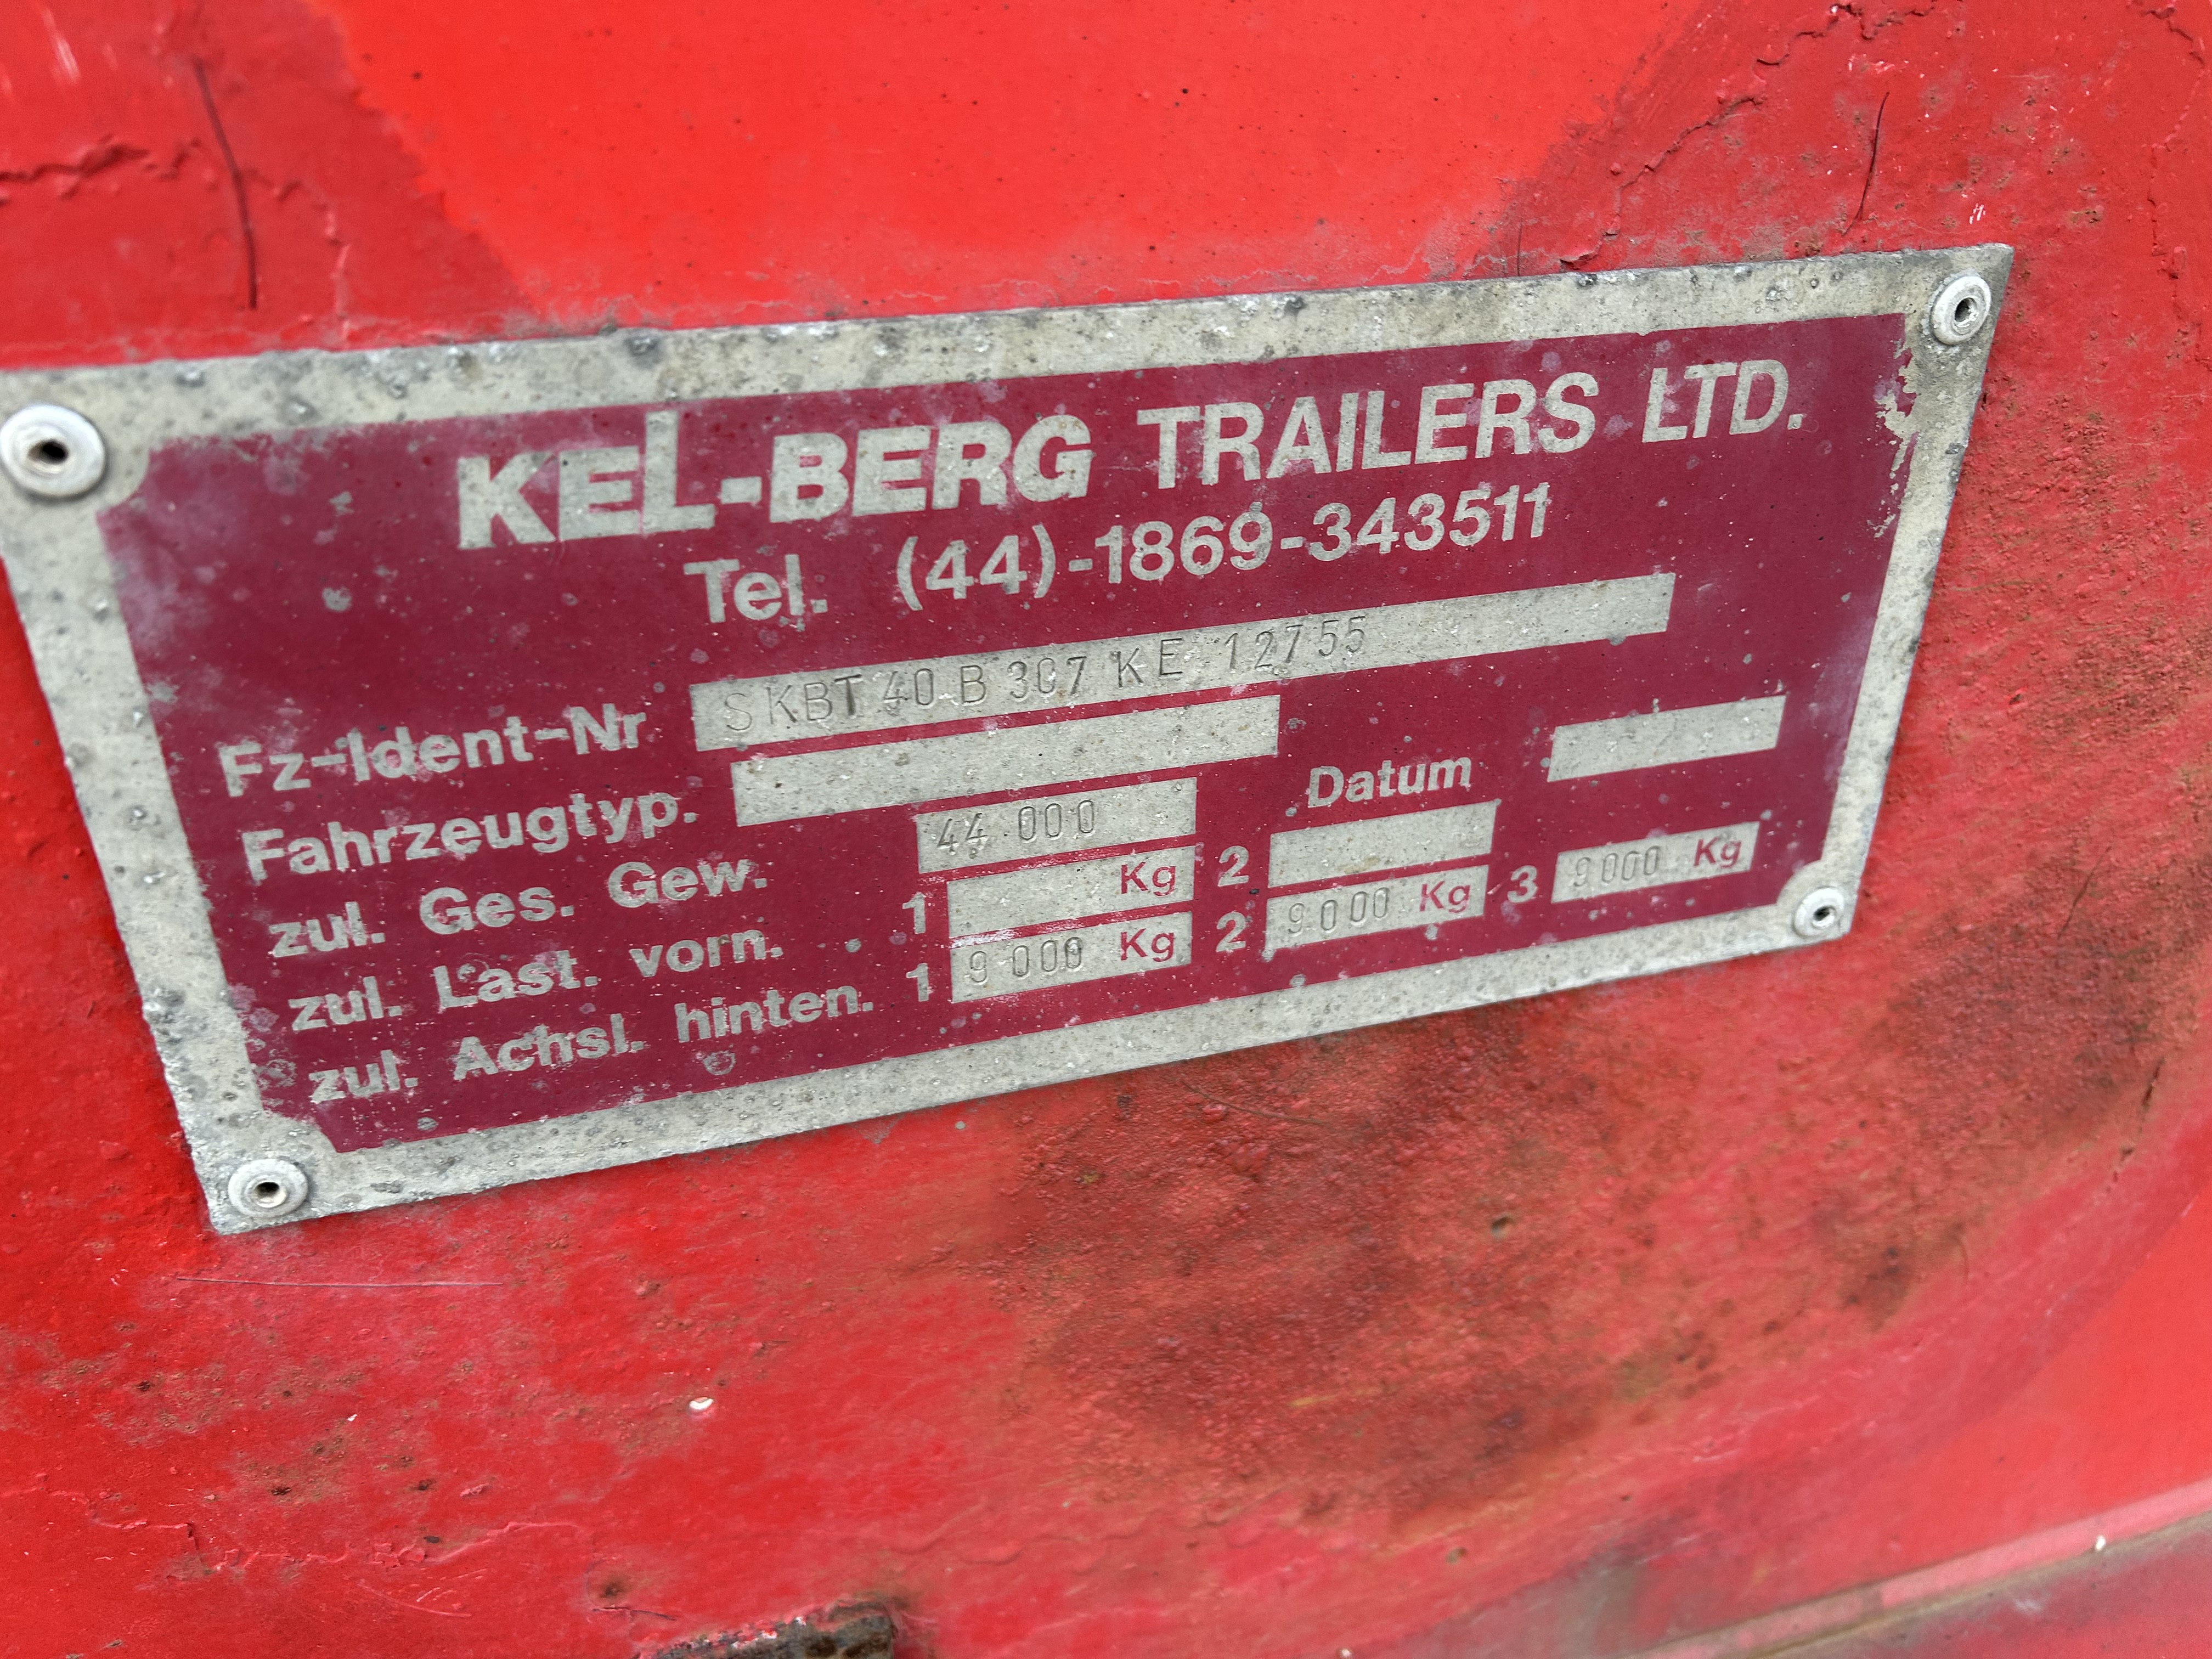 KEL-BERG TRAILERS LTD.
Tel. (44)-1869-343511
Fz-Ident-Nr SKBT 40 B 307 KE 12755
Fahrzeugtyp.
zul. Ges. Gew. 44 000 Datum
zul. Last. vorn. 1 Kg 2
zul. Achsl. hinten. 1 9 000 Kg 2 9000 Kg 3 9000 Kg